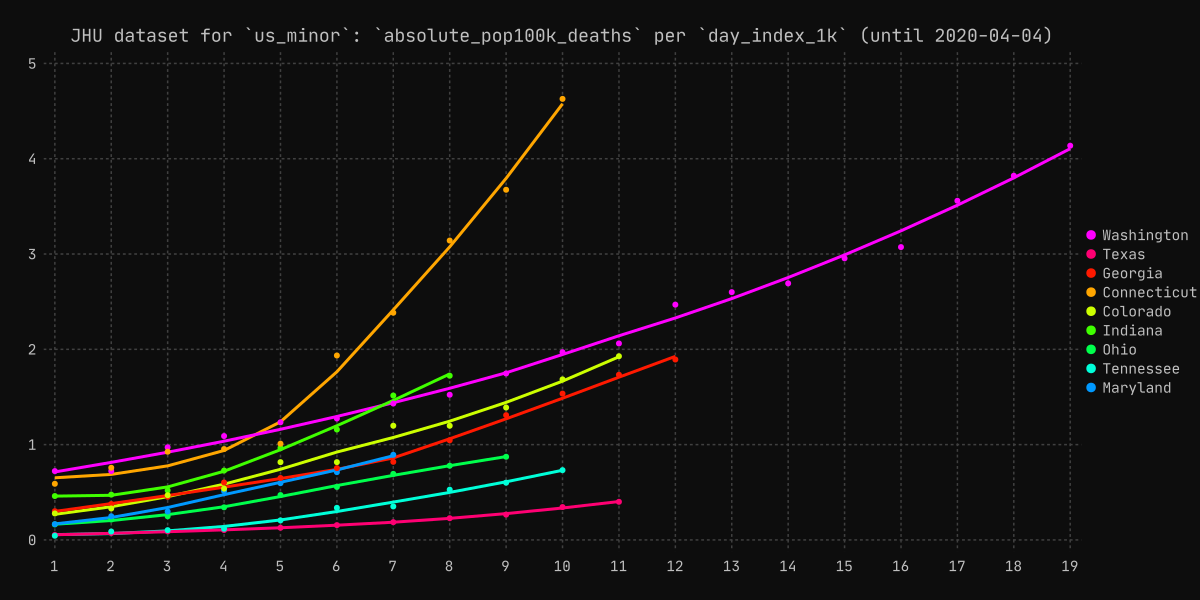 JHU dataset for `us_minor`: `absolute_pop100k_deaths` per `day_index_1k` (until 2020-04-04)
5
4
3
2
1
0
1 2 3 4 5 6 7 8 9 10 11 12 13 14 15 16 17 18 19
Washington
Texas
Georgia
Connecticut
Colorado
Indiana
Ohio
Tennessee
Maryland